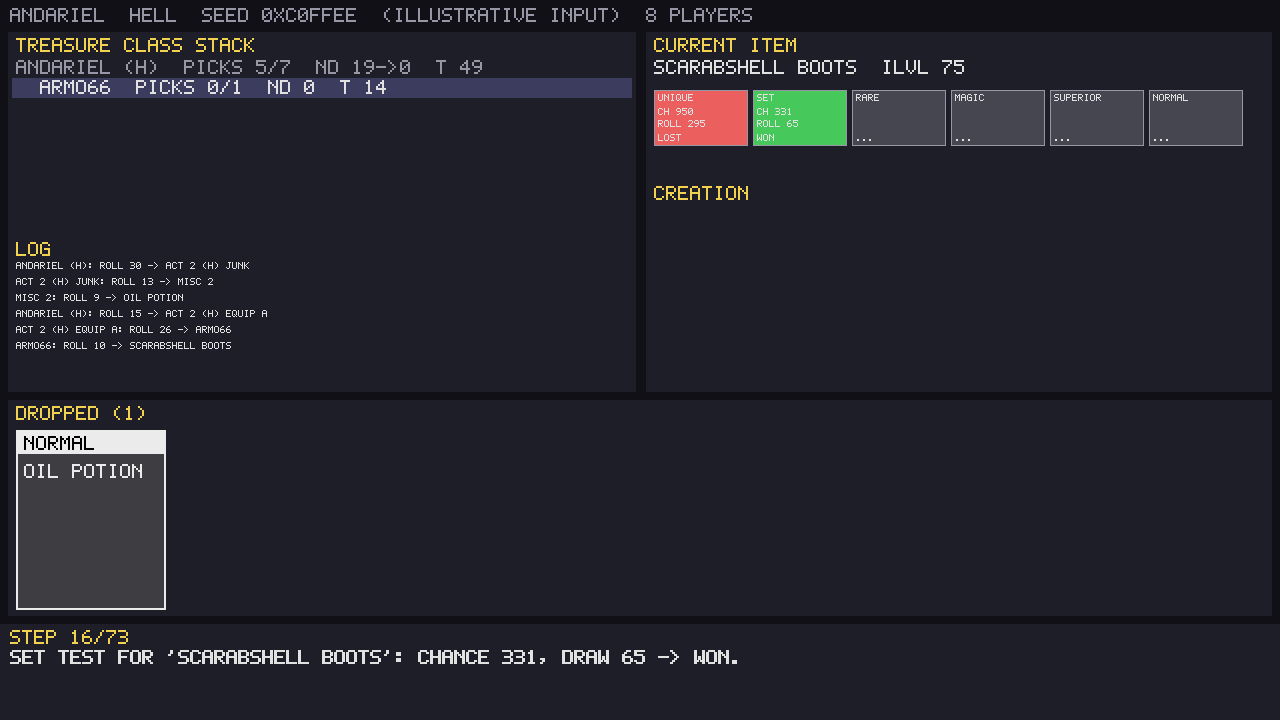 ANDARIEL  HELL  SEED 0XC0FFEE  (ILLUSTRATIVE INPUT)  8 PLAYERS
TREASURE CLASS STACK
ANDARIEL (H)  PICKS 5/7  ND 19->0  T 49
ARMO66  PICKS 0/1  ND 0  T 14
LOG
ANDARIEL (H): ROLL 30 -> ACT 2 (H) JUNK
ACT 2 (H) JUNK: ROLL 13 -> MISC 2
MISC 2: ROLL 9 -> OIL POTION
ANDARIEL (H): ROLL 15 -> ACT 2 (H) EQUIP A
ACT 2 (H) EQUIP A: ROLL 26 -> ARMO66
ARMO66: ROLL 10 -> SCARABSHELL BOOTS
CURRENT ITEM
SCARABSHELL BOOTS  ILVL 75
UNIQUE
CH 950
ROLL 295
LOST
SET
CH 331
ROLL 65
WON
RARE
...
MAGIC
...
SUPERIOR
...
NORMAL
...
CREATION
DROPPED (1)
NORMAL
OIL POTION
STEP 16/73
SET TEST FOR 'SCARABSHELL BOOTS': CHANCE 331, DRAW 65 -> WON.